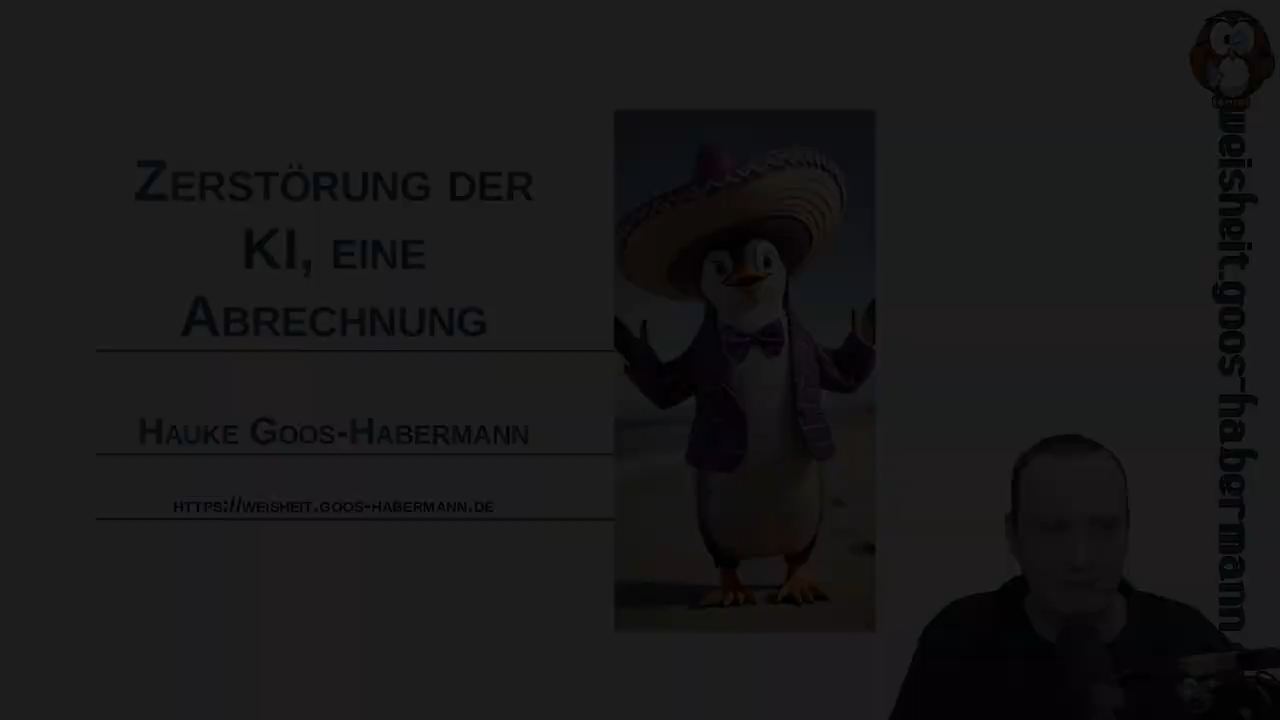 Zerstörung der
KI, eine
Abrechnung
Hauke Goos-Habermann
https://weisheit.goos-habermann.de
weisheit.goos-habermann